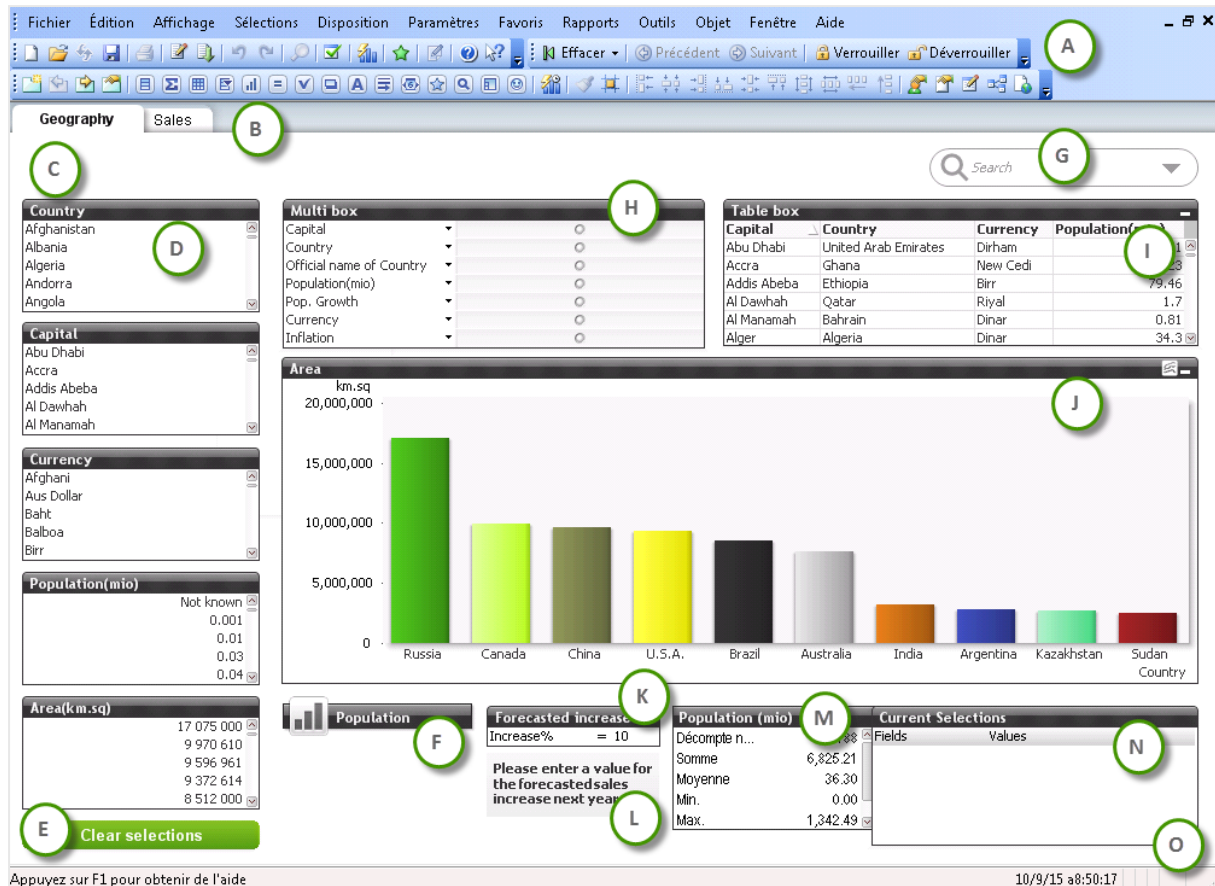 Fichier Édition Affichage Sélections Disposition Paramètres Favoris Rapports Outils Objet Fenêtre Aide
Effacer Précédent Suivant Verrouiller Déverrouiller
A
Geography Sales
B
C
G
Search
Country
Afghanistan
Albania
Algeria
Andorra
Angola
D
Multi box
H
Capital
Country
Official name of Country
Population(mio)
Pop. Growth
Currency
Inflation
Table box
Capital Country Currency
Abu Dhabi United Arab Emirates Dirham
Accra Ghana New Cedi
Addis Abeba Ethiopia Birr 79.46
Al Dawhah Qatar Riyal 1.7
Al Manamah Bahrain Dinar 0.81
Alger Algeria Dinar 34.3
I
Capital
Abu Dhabi
Accra
Addis Abeba
Al Dawhah
Al Manamah
Currency
Afghani
Aus Dollar
Baht
Balboa
Birr
Population(mio)
Not known
0.001
0.01
0.03
0.04
Area(km.sq)
17 075 000
9 970 610
9 596 961
9 372 614
8 512 000
E
Clear selections
Area
km.sq
J
20,000,000
15,000,000
10,000,000
5,000,000
0
Russia Canada China U.S.A. Brazil Australia India Argentina Kazakhstan Sudan
Country
Population
F
Forecasted increase
K
Increase% = 10
Please enter a value for
the forecasted sales
increase next year
L
Population (mio)
M
Décompte n...
Somme 6,825.21
Moyenne 36.30
Min. 0.00
Max. 1,342.49
Current Selections
Fields Values
N
O
Appuyez sur F1 pour obtenir de l'aide
10/9/15 a8:50:17